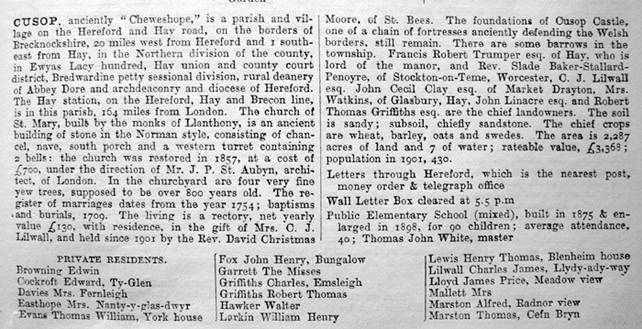 CUSOP, anciently "Cheweshope," is a parish and vil-
lage on the Hereford and Hay road, on the borders of
Brecknockshire, 20 miles west from Hereford and 1 south-
east from Hay, in the Northern division of the county,
in Ewyas Lacy hundred, Hay union and county court
district, Bredwardine petty sessional division, rural deanery
of Abbey Dore and archdeaconry and diocese of Hereford.
The Hay station, on the Hereford, Hay and Brecon line,
is in this parish, 164 miles from London. The church of
St. Mary, built by the monks of Llanthony, is an ancient
building of stone in the Norman style, consisting of chan-
cel, nave, south porch and a western turret containing
2 bells: the church was restored in 1857, at a cost of
£700, under the direction of Mr. J. P. St. Aubyn, archi-
tect, of London. In the churchyard are four very fine
yew trees, supposed to be over 800 years old. The re-
gister of marriages dates from the year 1754; baptisms
and burials, 1709. The living is a rectory, net yearly
value £130, with residence, in the gift of Mrs. C. J.
Lilwall, and held since 1901 by the Rev. David Christmas
Moore, of St. Bees. The foundations of Cusop Castle,
one of a chain of fortresses anciently defending the Welsh
borders, still remain. There are some barrows in the
township. Francis Robert Trumper esq. of Hay, who is
lord of the manor, and Rev. Slade Baker-Stallard-
Penoyre, of Stockton-on-Teme, Worcester, C. J. Lilwall
esq. John Cecil Clay esq. of Market Drayton, Mrs.
Watkins, of Glasbury, Hay, John Linacre esq. and Robert
Thomas Griffiths esq. are the chief landowners. The soil
is sandy; subsoil, chiefly sandstone. The chief crops
are wheat, barley, oats and swedes. The area is 2,287
acres of land and 7 of water; rateable value, £3,368;
population in 1901, 430.
Letters through Hereford, which is the nearest post,
money order & telegraph office
Wall Letter Box cleared at 5.5 p.m
Public Elementary School (mixed), built in 1875 & en-
larged in 1898, for 90 children; average attendance,
40; Thomas John White, master
PRIVATE RESIDENTS.
Browning Edwin
Cockroft Edward, Ty-Glen
Davies Mrs. Fernleigh
Easthope Mrs. Nanty-y-glas-dwyr
Evans Thomas William, York house
Fox John Henry, Bungalow
Garrett The Misses
Griffiths Charles, Emsleigh
Griffiths Robert Thomas
Hawker Walter
Larkin William Henry
Lewis Henry Thomas, Blenheim house
Lilwall Charles James, Llydy-ady-way
Lloyd James Price, Meadow view
Mallett Mrs
Marston Alfred, Radnor view
Marston Thomas, Cefn Bryn